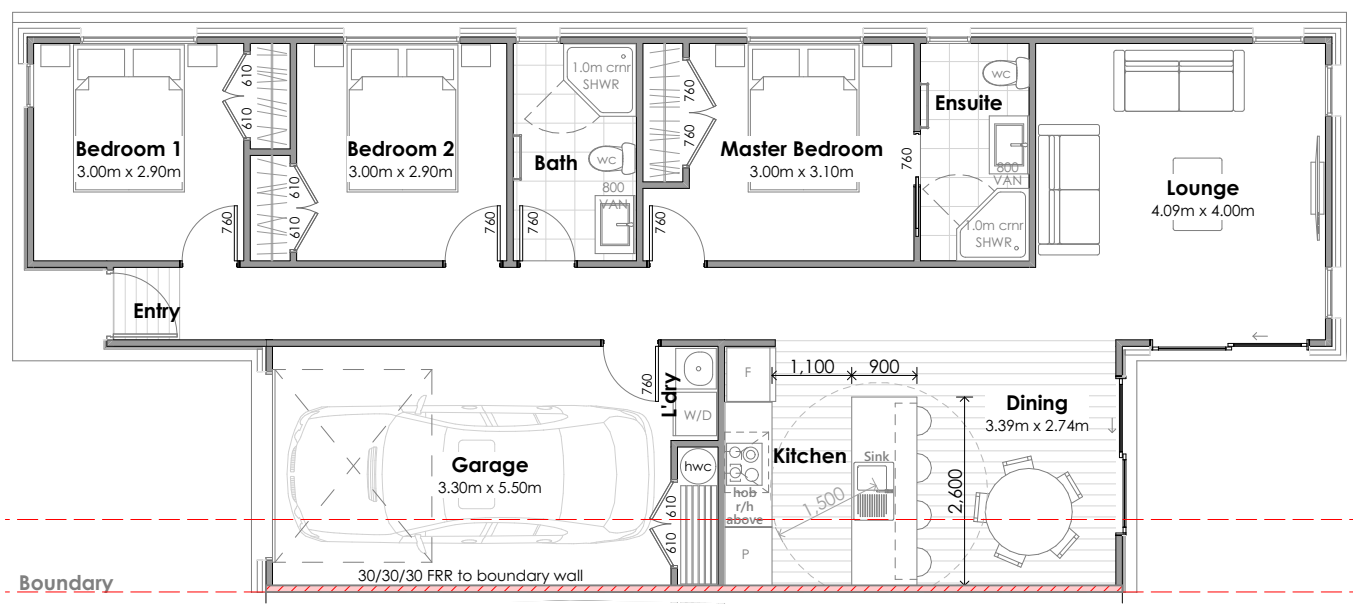 Bedroom 1
3.00m x 2.90m
610
610
760
610
610
Bedroom 2
3.00m x 2.90m
760
1.0m crnr
SHWR
Bath
WC
800
VAN
760
760
760
760
Master Bedroom
3.00m x 3.10m
760
WC
Ensuite
800
VAN
1.0m crnr
SHWR
Lounge
4.09m x 4.00m
Entry
760
L'dry
W/D
Garage
3.30m x 5.50m
hwc
610
610
30/30/30 FRR to boundary wall
F
1,100
900
Kitchen
hob
r/h
above
P
Sink
1,500
2,600
Dining
3.39m x 2.74m
Boundary